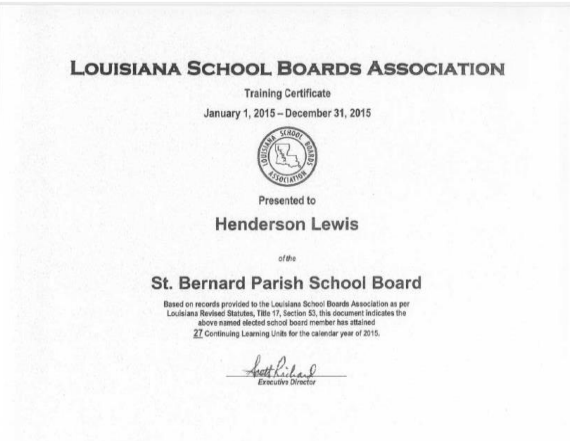 LOUISIANA SCHOOL BOARDS ASSOCIATION
Training Certificate
January 1, 2015 – December 31, 2015
LOUISIANA SCHOOL BOARDS
ASSOCIATION
Presented to
Henderson Lewis
of the
St. Bernard Parish School Board
Based on records provided to the Louisiana School Boards Association as per
Louisiana Revised Statutes, Title 17, Section 53, this document indicates the
above named elected school board member has attained
27 Continuing Learning Units for the calendar year of 2015.
Scott Richard
Executive Director